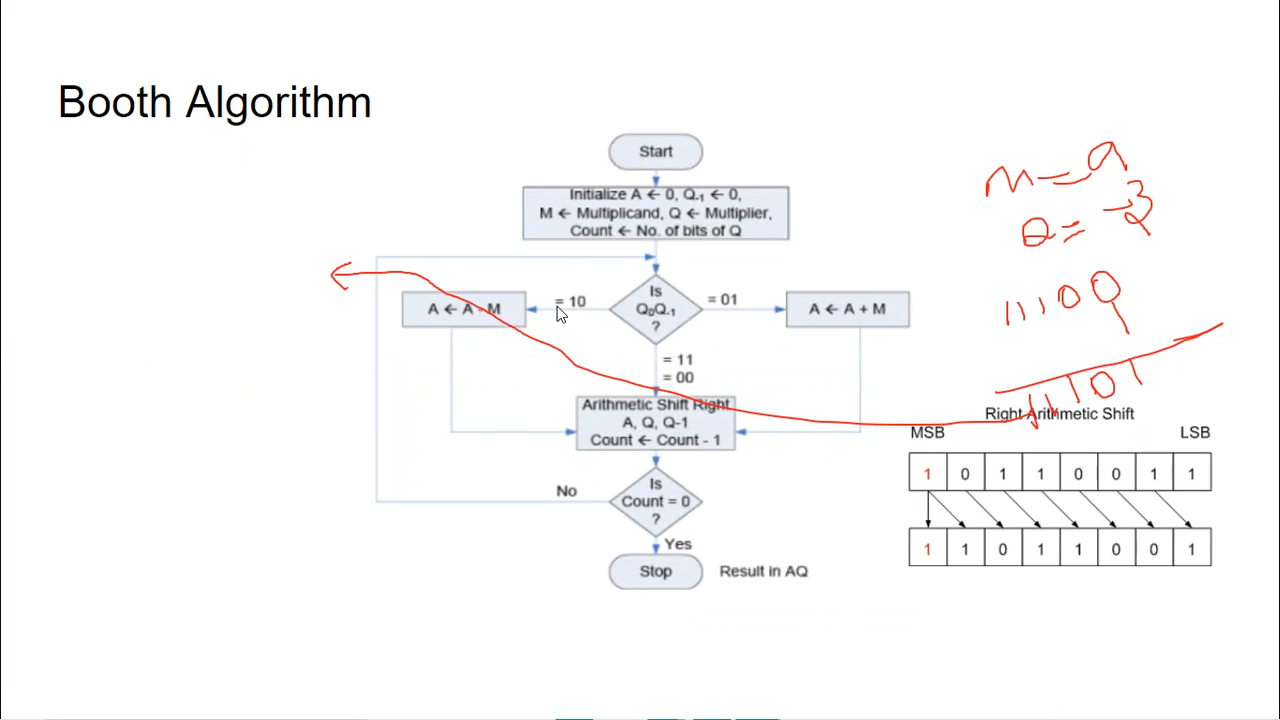 Booth Algorithm
Start
Initialize A ← 0, Q-1 ← 0,
M ← Multiplicand, Q ← Multiplier,
Count ← No. of bits of Q
Is
Q0Q-1
?
= 10
= 01
A ← A - M
A ← A + M
= 11
= 00
Arithmetic Shift Right
A, Q, Q-1
Count ← Count - 1
Is
Count = 0
?
No
Yes
Stop
Result in AQ
M = 9
Q =
11100
1
11101
Right Arithmetic Shift
MSB LSB
1 0 1 1 0 0 1 1
1 1 0 1 1 0 0 1